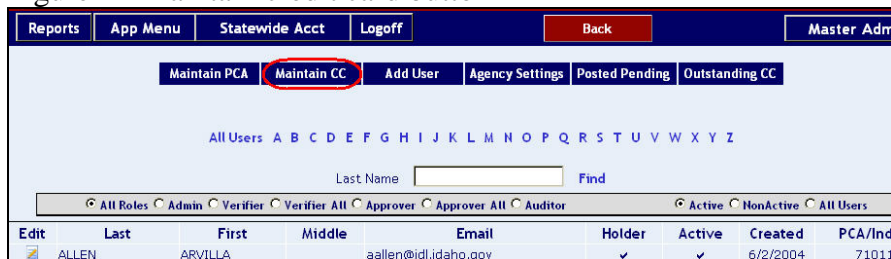 Reports App Menu Statewide Acct Logoff Back Master Adm
Maintain PCA Maintain CC Add User Agency Settings Posted Pending Outstanding CC
All Users A B C D E F G H I J K L M N O P Q R S T U V W X Y Z
Last Name Find
All Roles Admin Verifier Verifier All Approver Approver All Auditor Active NonActive All Users
Edit Last First Middle Email Holder Active Created PCA/Ind
ALLEN ARVILLA aallen@idl.idaho.gov 6/2/2004 71011